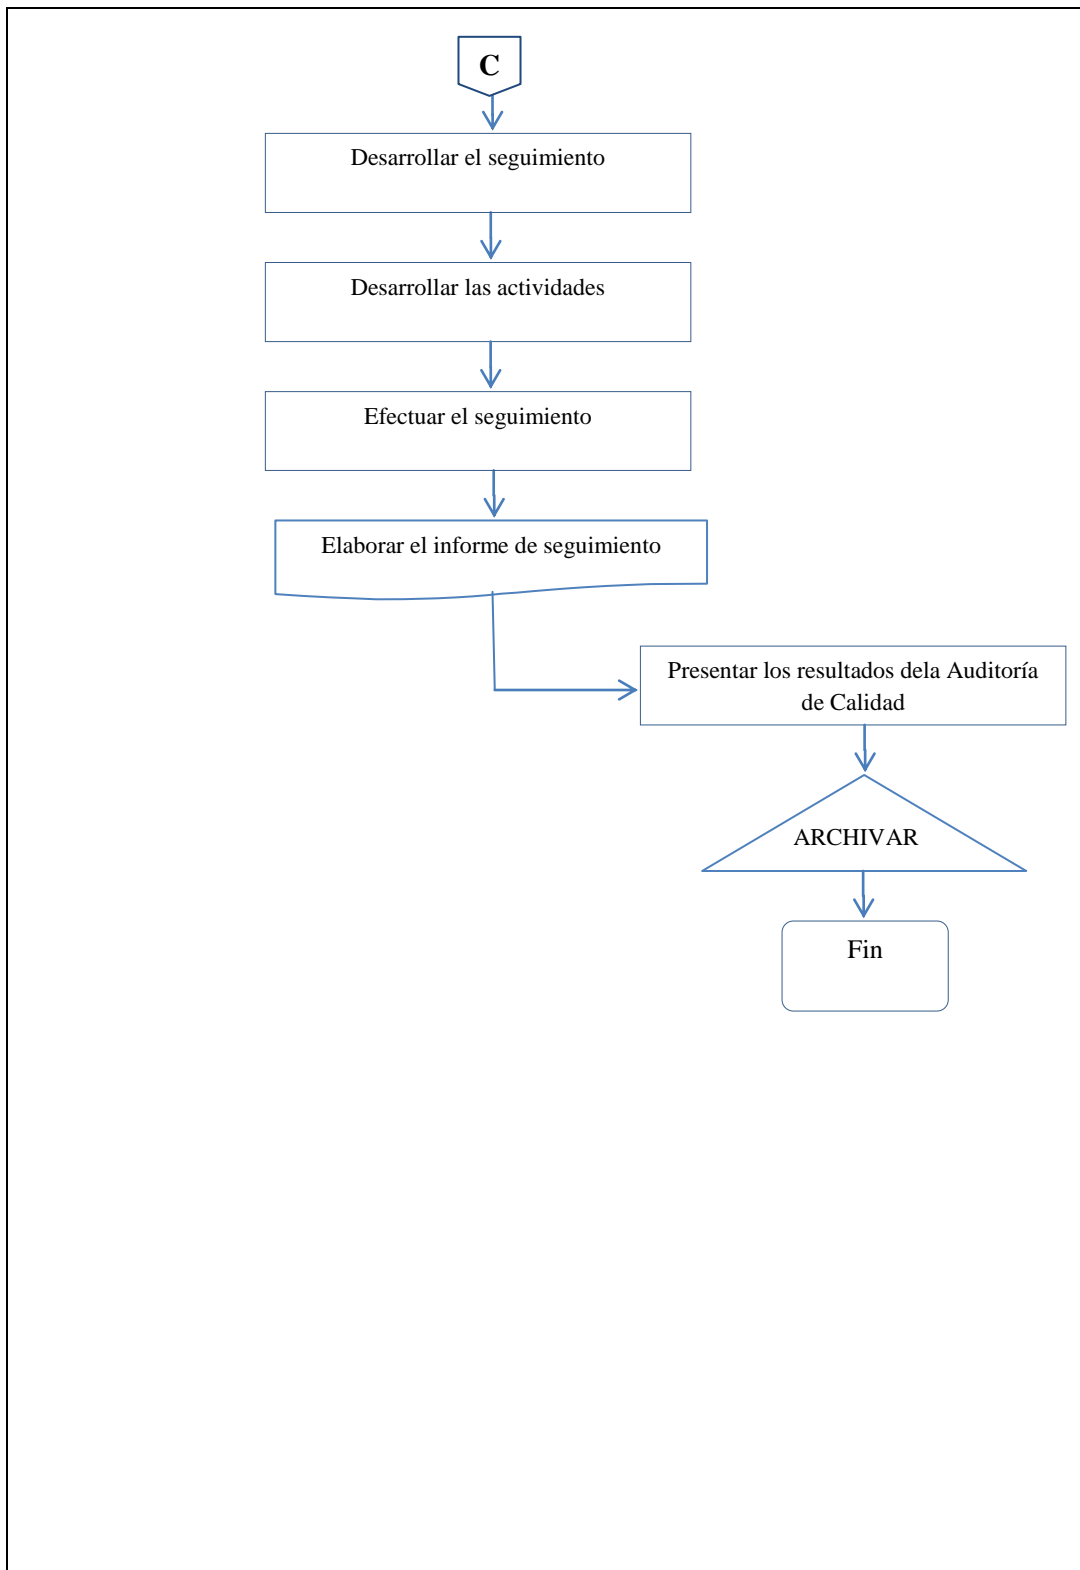 C
Desarrollar el seguimiento
Desarrollar las actividades
Efectuar el seguimiento
Elaborar el informe de seguimiento
Presentar los resultados dela Auditoría
de Calidad
ARCHIVAR
Fin